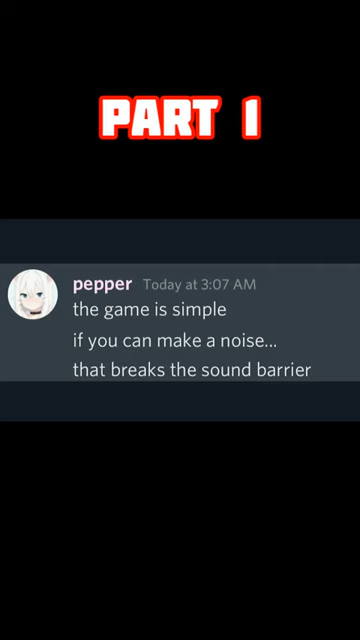 PART 1
pepper Today at 3:07 AM
the game is simple
if you can make a noise...
that breaks the sound barrier